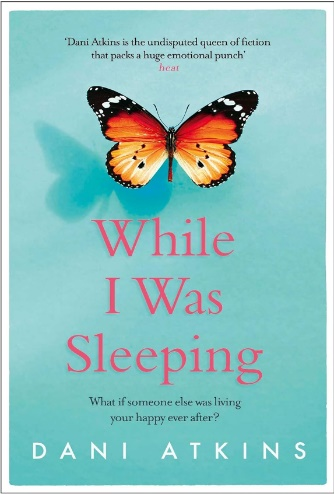 ‘Dani Atkins is the undisputed queen of fiction
that packs a huge emotional punch’
heat
While
I Was
Sleeping
What if someone else was living
your happy ever after?
DANI ATKINS